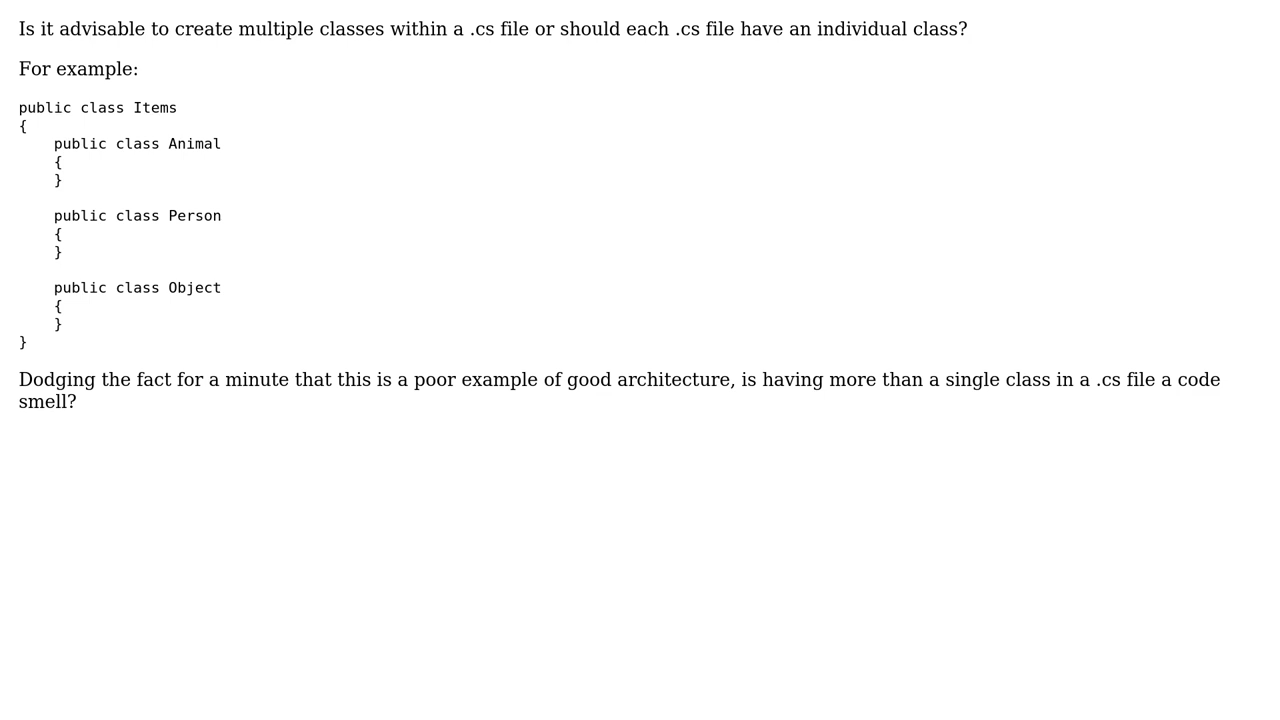 Is it advisable to create multiple classes within a .cs file or should each .cs file have an individual class?
For example:
public class Items
{
    public class Animal
    {
    }

    public class Person
    {
    }

    public class Object
    {
    }
}
Dodging the fact for a minute that this is a poor example of good architecture, is having more than a single class in a .cs file a code
smell?